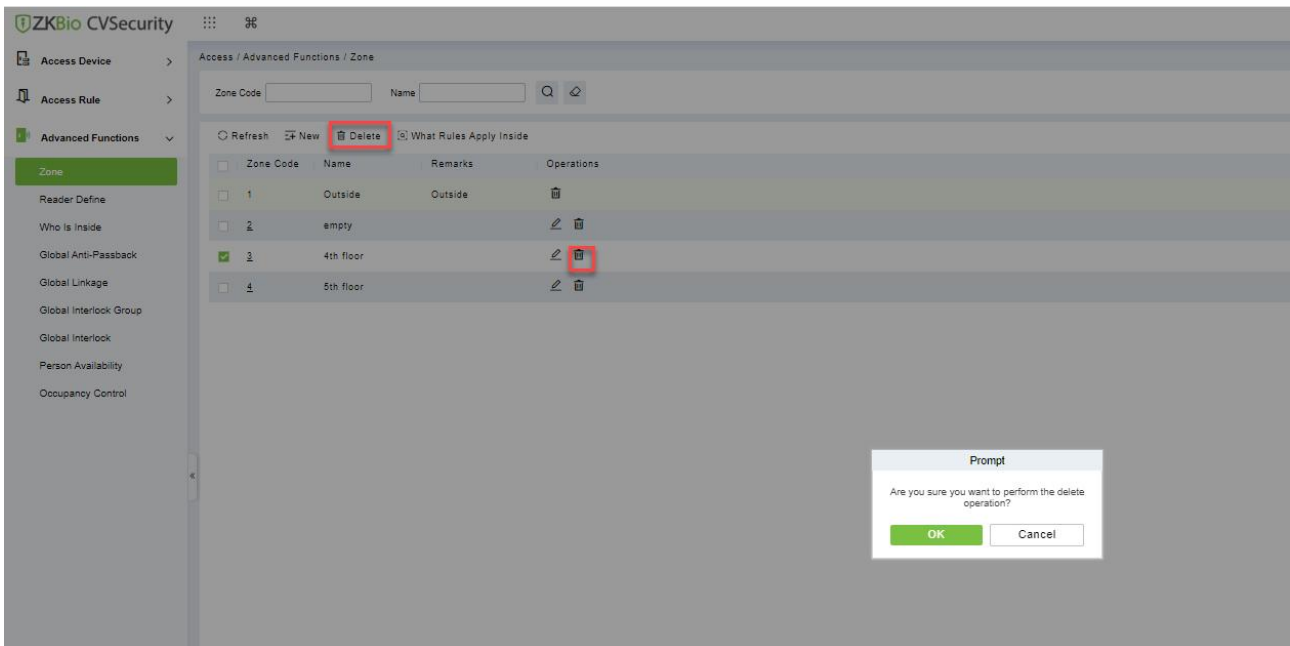 ZKBio CVSecurity
Access Device
Access Rule
Advanced Functions
Zone
Reader Define
Who Is Inside
Global Anti-Passback
Global Linkage
Global Interlock Group
Global Interlock
Person Availability
Occupancy Control
Access / Advanced Functions / Zone
Zone Code Name
Refresh New Delete What Rules Apply Inside
Zone Code Name Remarks Operations
1 Outside Outside
2 empty
3 4th floor
4 5th floor
Prompt
Are you sure you want to perform the delete
operation?
OK Cancel